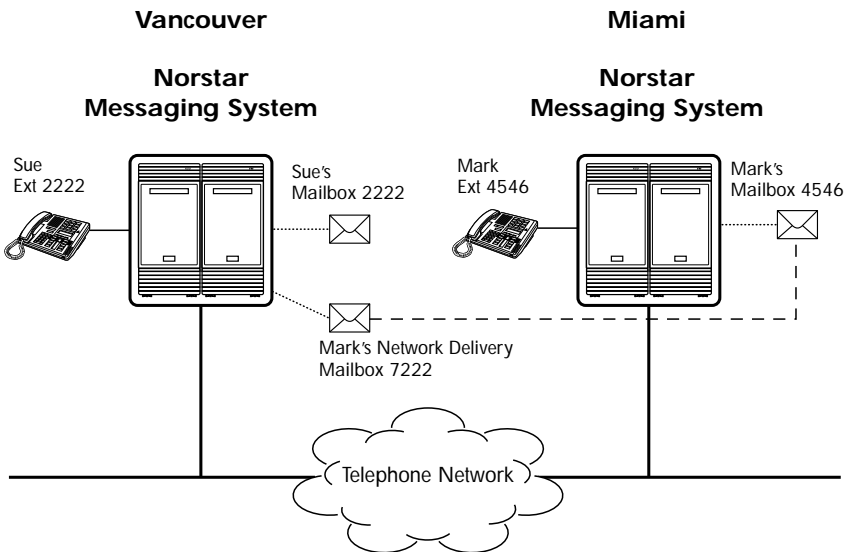 Vancouver
Norstar
Messaging System
Sue
Ext 2222
Sue's
Mailbox 2222
Mark's Network Delivery
Mailbox 7222
Miami
Norstar
Messaging System
Mark
Ext 4546
Mark's
Mailbox 4546
Telephone Network